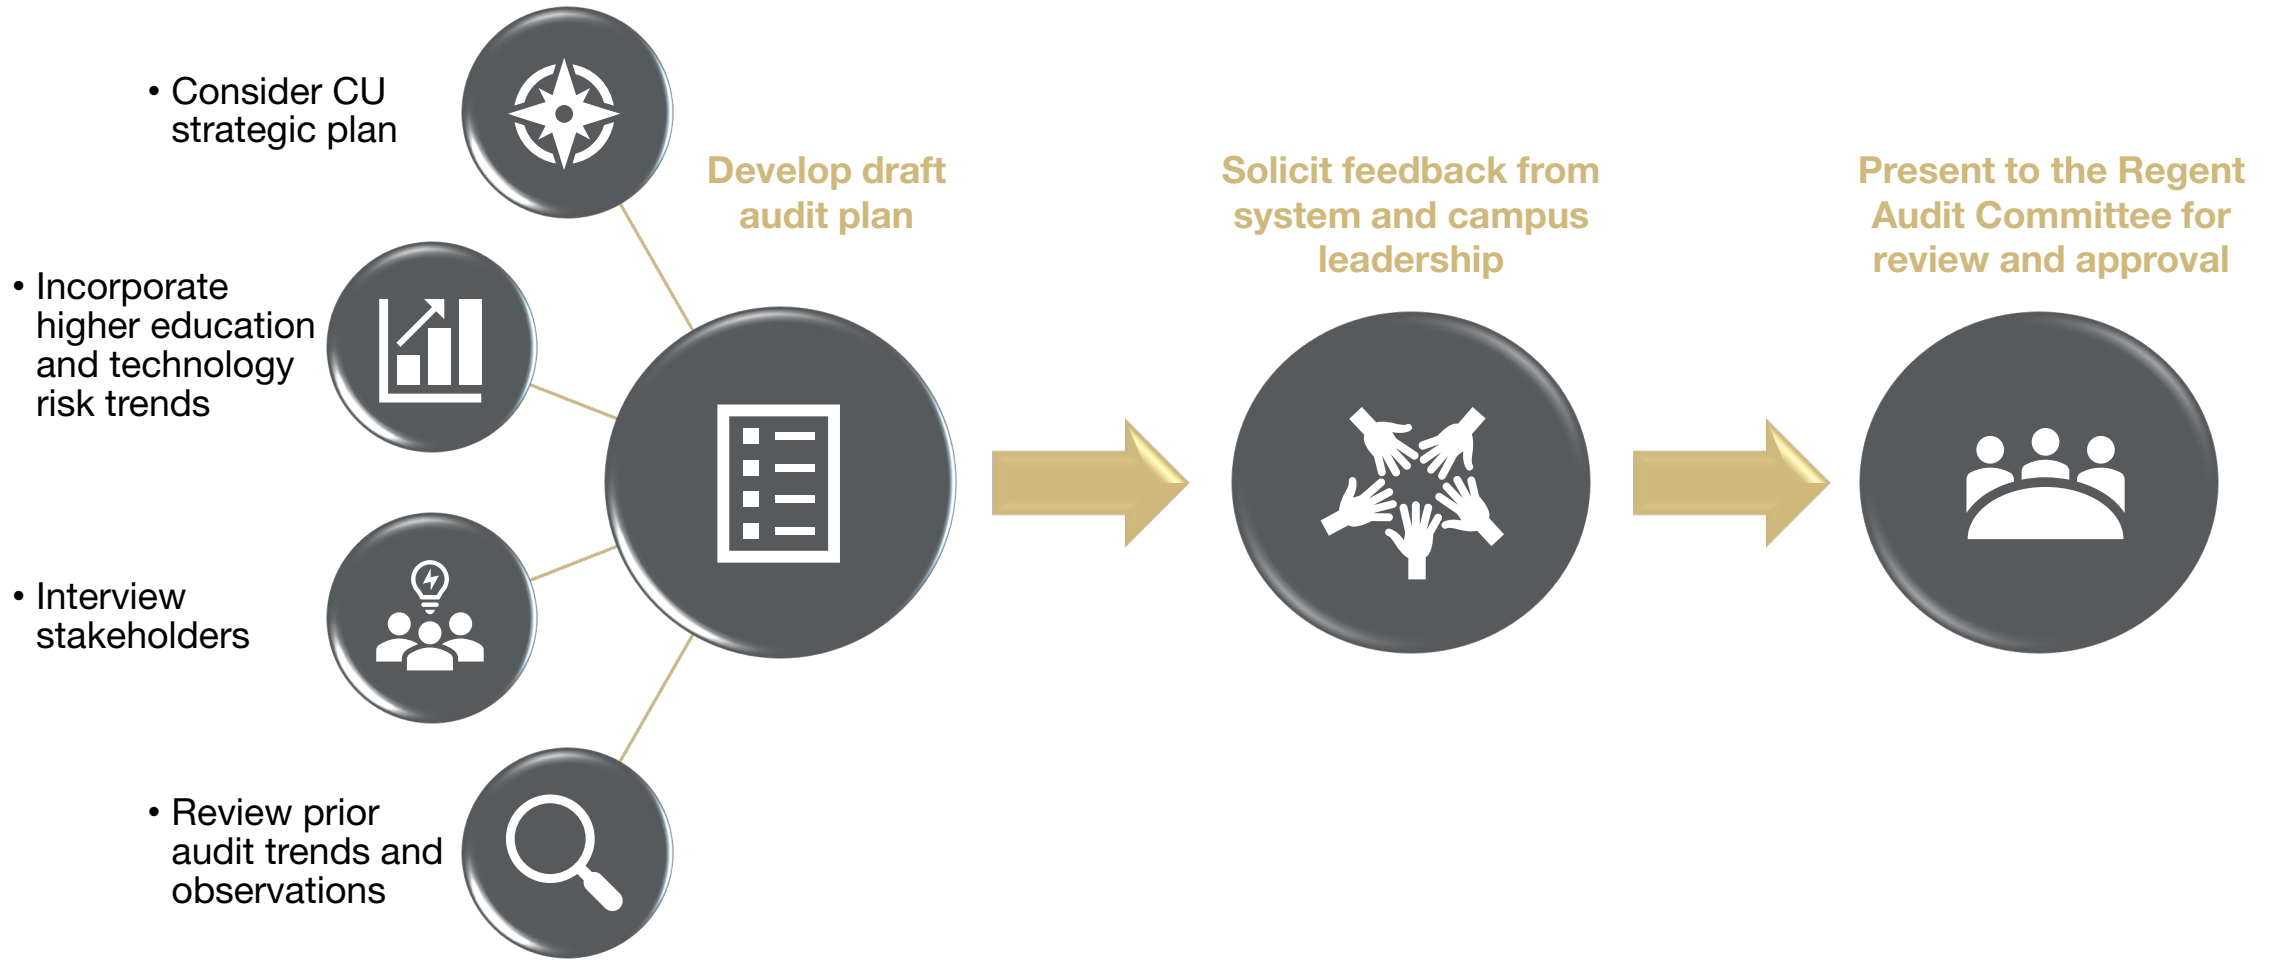 • Consider CU
strategic plan
• Incorporate
higher education
and technology
risk trends
• Interview
stakeholders
• Review prior
audit trends and
observations
Develop draft
audit plan
Solicit feedback from
system and campus
leadership
Present to the Regent
Audit Committee for
review and approval